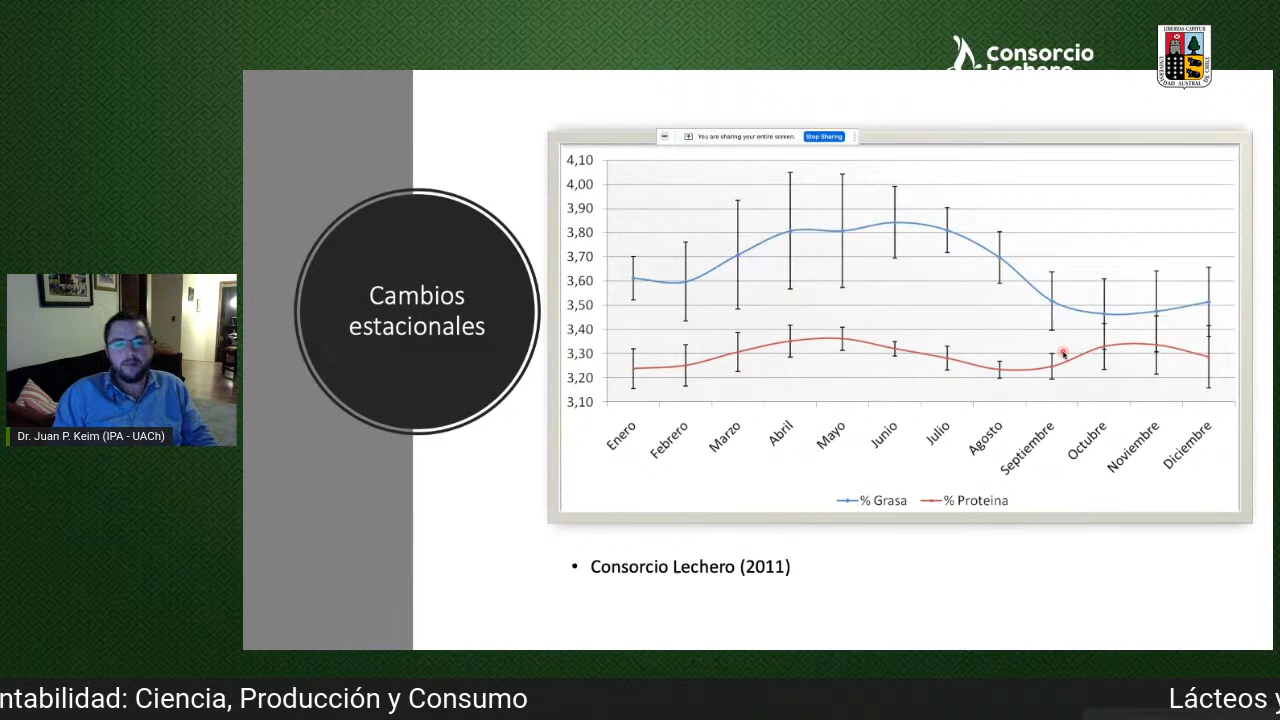 Consorcio
Lechero
LIBERTAS CAPITUR
You are sharing your entire screen.
Stop Sharing
4,10
4,00
3,90
3,80
3,70
3,60
3,50
3,40
3,30
3,20
3,10
Enero
Febrero
Marzo
Abril
Mayo
Junio
Julio
Agosto
Septiembre
Octubre
Noviembre
Diciembre
% Grasa
% Proteina
Cambios
estacionales
• Consorcio Lechero (2011)
Dr. Juan P. Keim (IPA - UACh)
ntabilidad: Ciencia, Producción y Consumo
Lácteos y